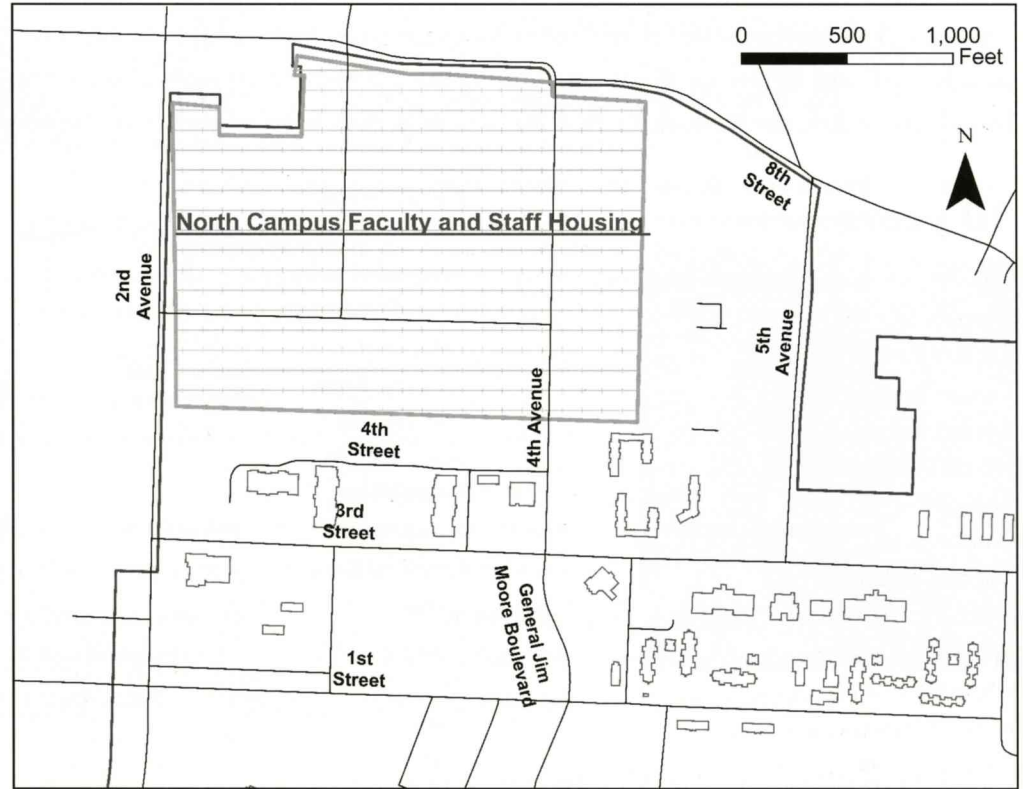 0 500 1,000
Feet
N
8th
Street
North Campus Faculty and Staff Housing
2nd
Avenue
5th
Avenue
4th Avenue
4th
Street
3rd
Street
General Jim
Moore Boulevard
1st
Street